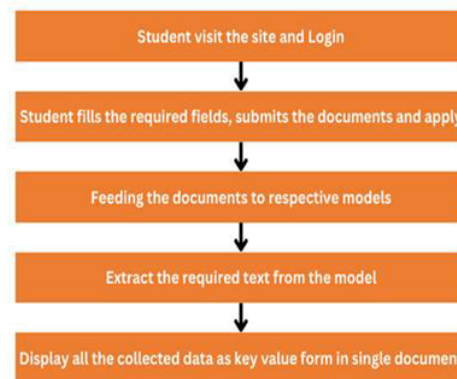 Student visit the site and Login
Student fills the required fields, submits the documents and apply
Feeding the documents to respective models
Extract the required text from the model
Display all the collected data as key value form in single document